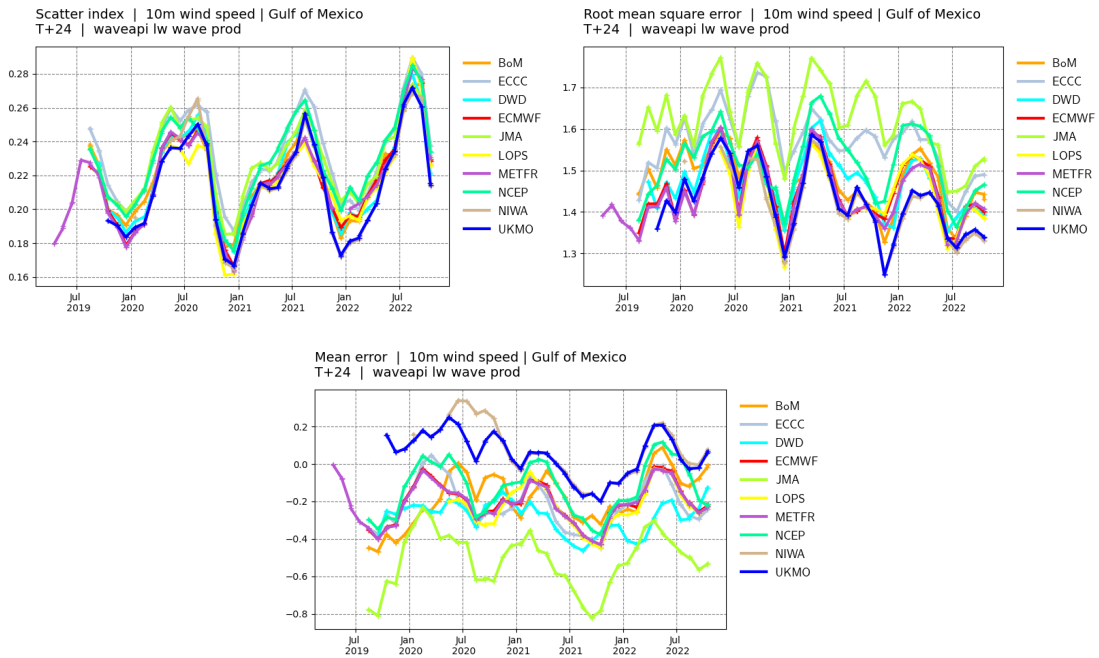 Scatter index | 10m wind speed | Gulf of Mexico
T+24 | waveapi lw wave prod
0.28
0.26
0.24
0.22
0.20
0.18
0.16
Jul 2019
Jan 2020
Jul 2020
Jan 2021
Jul 2021
Jan 2022
Jul 2022
BoM
ECCC
DWD
ECMWF
JMA
LOPS
METFR
NCEP
NIWA
UKMO
Root mean square error | 10m wind speed | Gulf of Mexico
T+24 | waveapi lw wave prod
1.7
1.6
1.5
1.4
1.3
Jul 2019
Jan 2020
Jul 2020
Jan 2021
Jul 2021
Jan 2022
Jul 2022
BoM
ECCC
DWD
ECMWF
JMA
LOPS
METFR
NCEP
NIWA
UKMO
Mean error | 10m wind speed | Gulf of Mexico
T+24 | waveapi lw wave prod
0.2
0.0
−0.2
−0.4
−0.6
−0.8
Jul 2019
Jan 2020
Jul 2020
Jan 2021
Jul 2021
Jan 2022
Jul 2022
BoM
ECCC
DWD
ECMWF
JMA
LOPS
METFR
NCEP
NIWA
UKMO